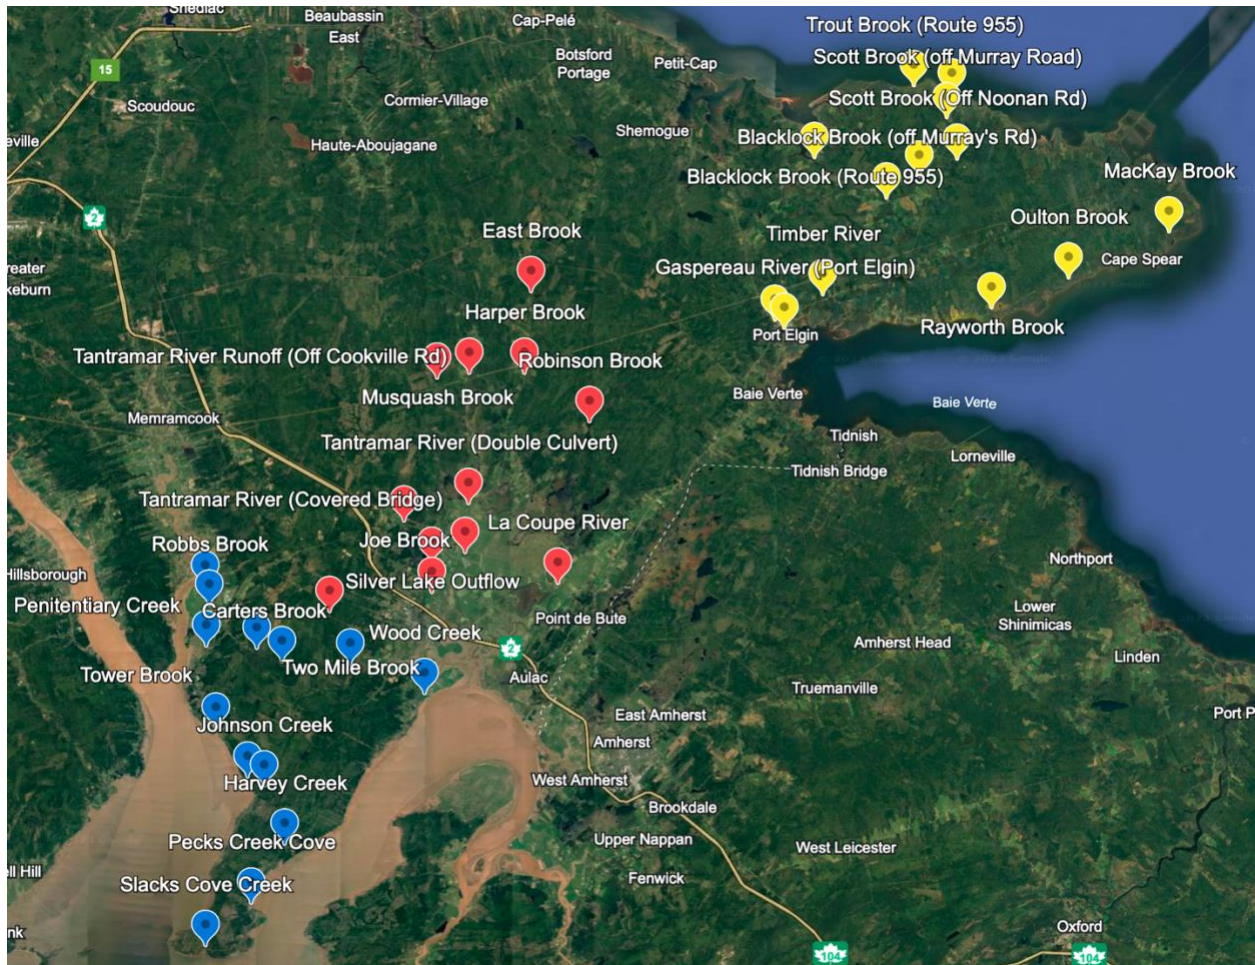 Shediac
Beaubassin
East
Cap-Pelé
Trout Brook (Route 955)
Botsford
Portage
Petit-Cap
Scott Brook (off Murray Road)
15
Scoudouc
Cormier-Village
Scott Brook (Off Noonan Rd)
Shemogue
Haute-Aboujagane
Blacklock Brook (off Murray's Rd)
eville
Blacklock Brook (Route 955)
MacKay Brook
2
Oulton Brook
East Brook
Timber River
reater
keburn
Gaspereau River (Port Elgin)
Cape Spear
Harper Brook
Rayworth Brook
Port Elgin
Tantramar River Runoff (Off Cookville Rd)
Robinson Brook
Musquash Brook
Baie Verte
Baie Verte
Memramcook
Tidnish
Tantramar River (Double Culvert)
Lorneville
Tidnish Bridge
Tantramar River (Covered Bridge)
La Coupe River
Joe Brook
Robbs Brook
Northport
Hillsborough
Silver Lake Outflow
Penitentiary Creek
Carters Brook
Lower
Shinimicas
Point de Bute
Wood Creek
2
Amherst Head
Linden
Two Mile Brook
Tower Brook
Aulac
Truemanville
East Amherst
Port P
Johnson Creek
Amherst
Harvey Creek
West Amherst
Brookdale
Pecks Creek Cove
Upper Nappan
West Leicester
ell Hill
Slacks Cove Creek
Fenwick
Oxford
nk
104
104